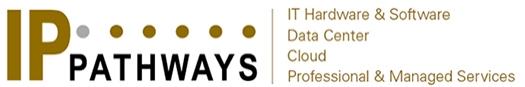 IP PATHWAYS
IT Hardware & Software
Data Center
Cloud
Professional & Managed Services